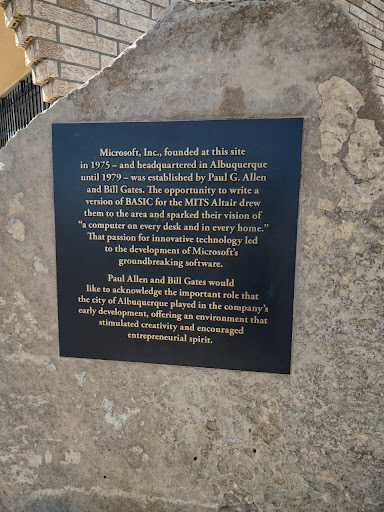 Microsoft, Inc., founded at this site
in 1975 – and headquartered in Albuquerque
until 1979 – was established by Paul G. Allen
and Bill Gates. The opportunity to write a
version of BASIC for the MITS Altair drew
them to the area and sparked their vision of
“a computer on every desk and in every home.”
That passion for innovative technology led
to the development of Microsoft’s
groundbreaking software.
Paul Allen and Bill Gates would
like to acknowledge the important role that
the city of Albuquerque played in the company’s
early development, offering an environment that
stimulated creativity and encouraged
entrepreneurial spirit.